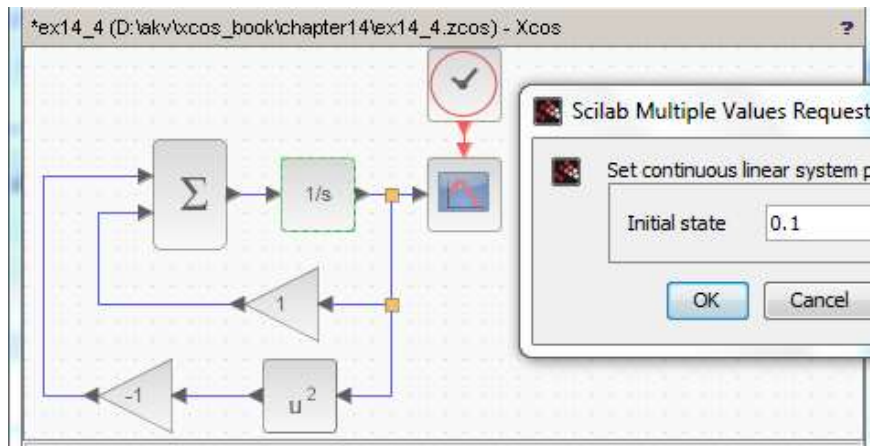 *ex14_4 (D:\akv\xcos_book\chapter14\ex14_4.zcos) - Xcos ?
Scilab Multiple Values Request
Set continuous linear system p
Initial state 0.1
OK Cancel
Σ
1/s
1
-1
u²